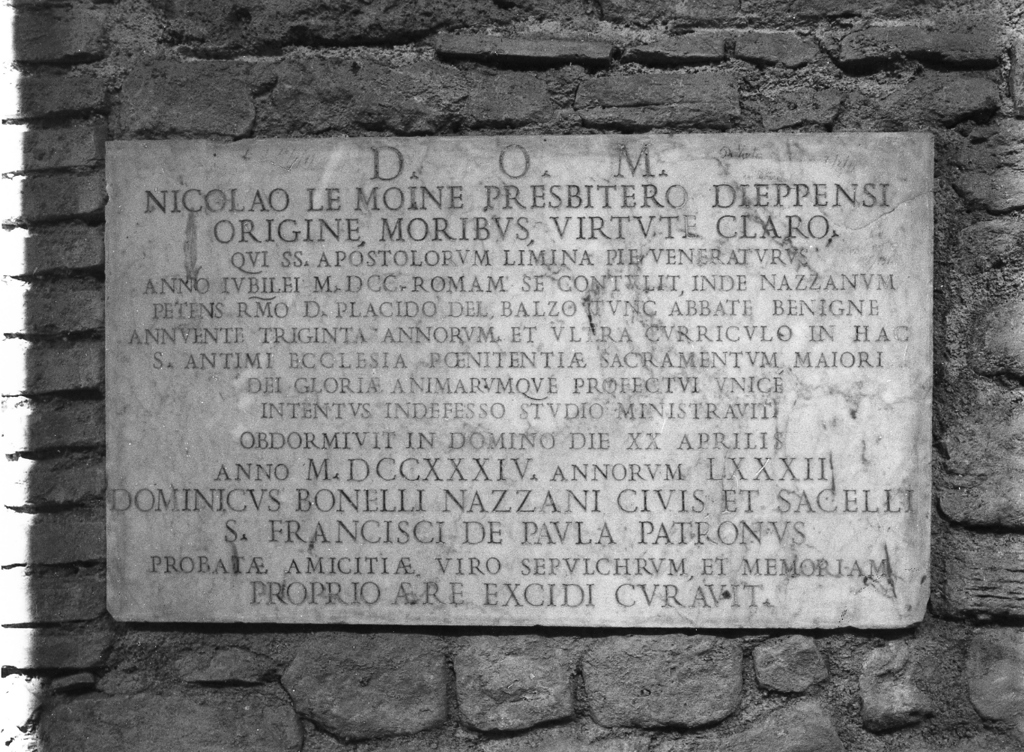 D. O. M.
NICOLAO LE MOINE PRESBITERO DIEPPENSI
ORIGINE, MORIBVS, VIRTVTE CLARO,
QVI SS. APOSTOLORVM LIMINA PIE VENERATVRVS
ANNO IVBILEI M.DCC. ROMAM SE CONTVLIT, INDE NAZZANVM
PETENS RM̃O D. PLACIDO DEL BALZO TVNC ABBATE BENIGNE
ANNVENTE TRIGINTA ANNORVM ET VLTRA CVRRICVLO IN HAC
S. ANTIMI ECCLESIA PŒNITENTIÆ SACRAMENTVM MAIORI
DEI GLORIÆ ANIMARVMQVE PROFECTVI VNICE
INTENTVS INDEFESSO STVDIO MINISTRAVIT
OBDORMIVIT IN DOMINO DIE XX APRILIS
ANNO M.DCCXXXIV. ANNORVM LXXXII
DOMINICVS BONELLI NAZZANI CIVIS ET SACELLI
S. FRANCISCI DE PAVLA PATRONVS
PROBATÆ AMICITIÆ VIRO SEPVLCHRVM, ET MEMORIAM
PROPRIO ÆRE EXCIDI CVRAVIT.